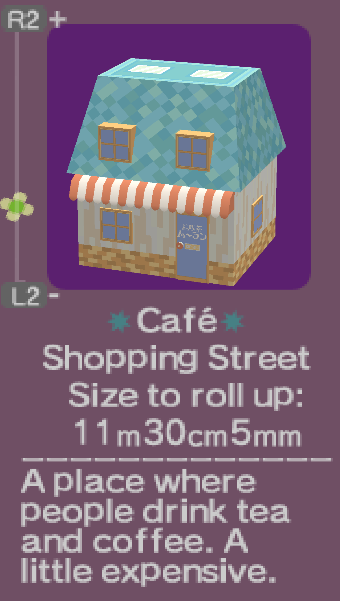 R2 +
L2 -
Café
Shopping Street
Size to roll up:
11m30cm5mm
A place where
people drink tea
and coffee. A
little expensive.